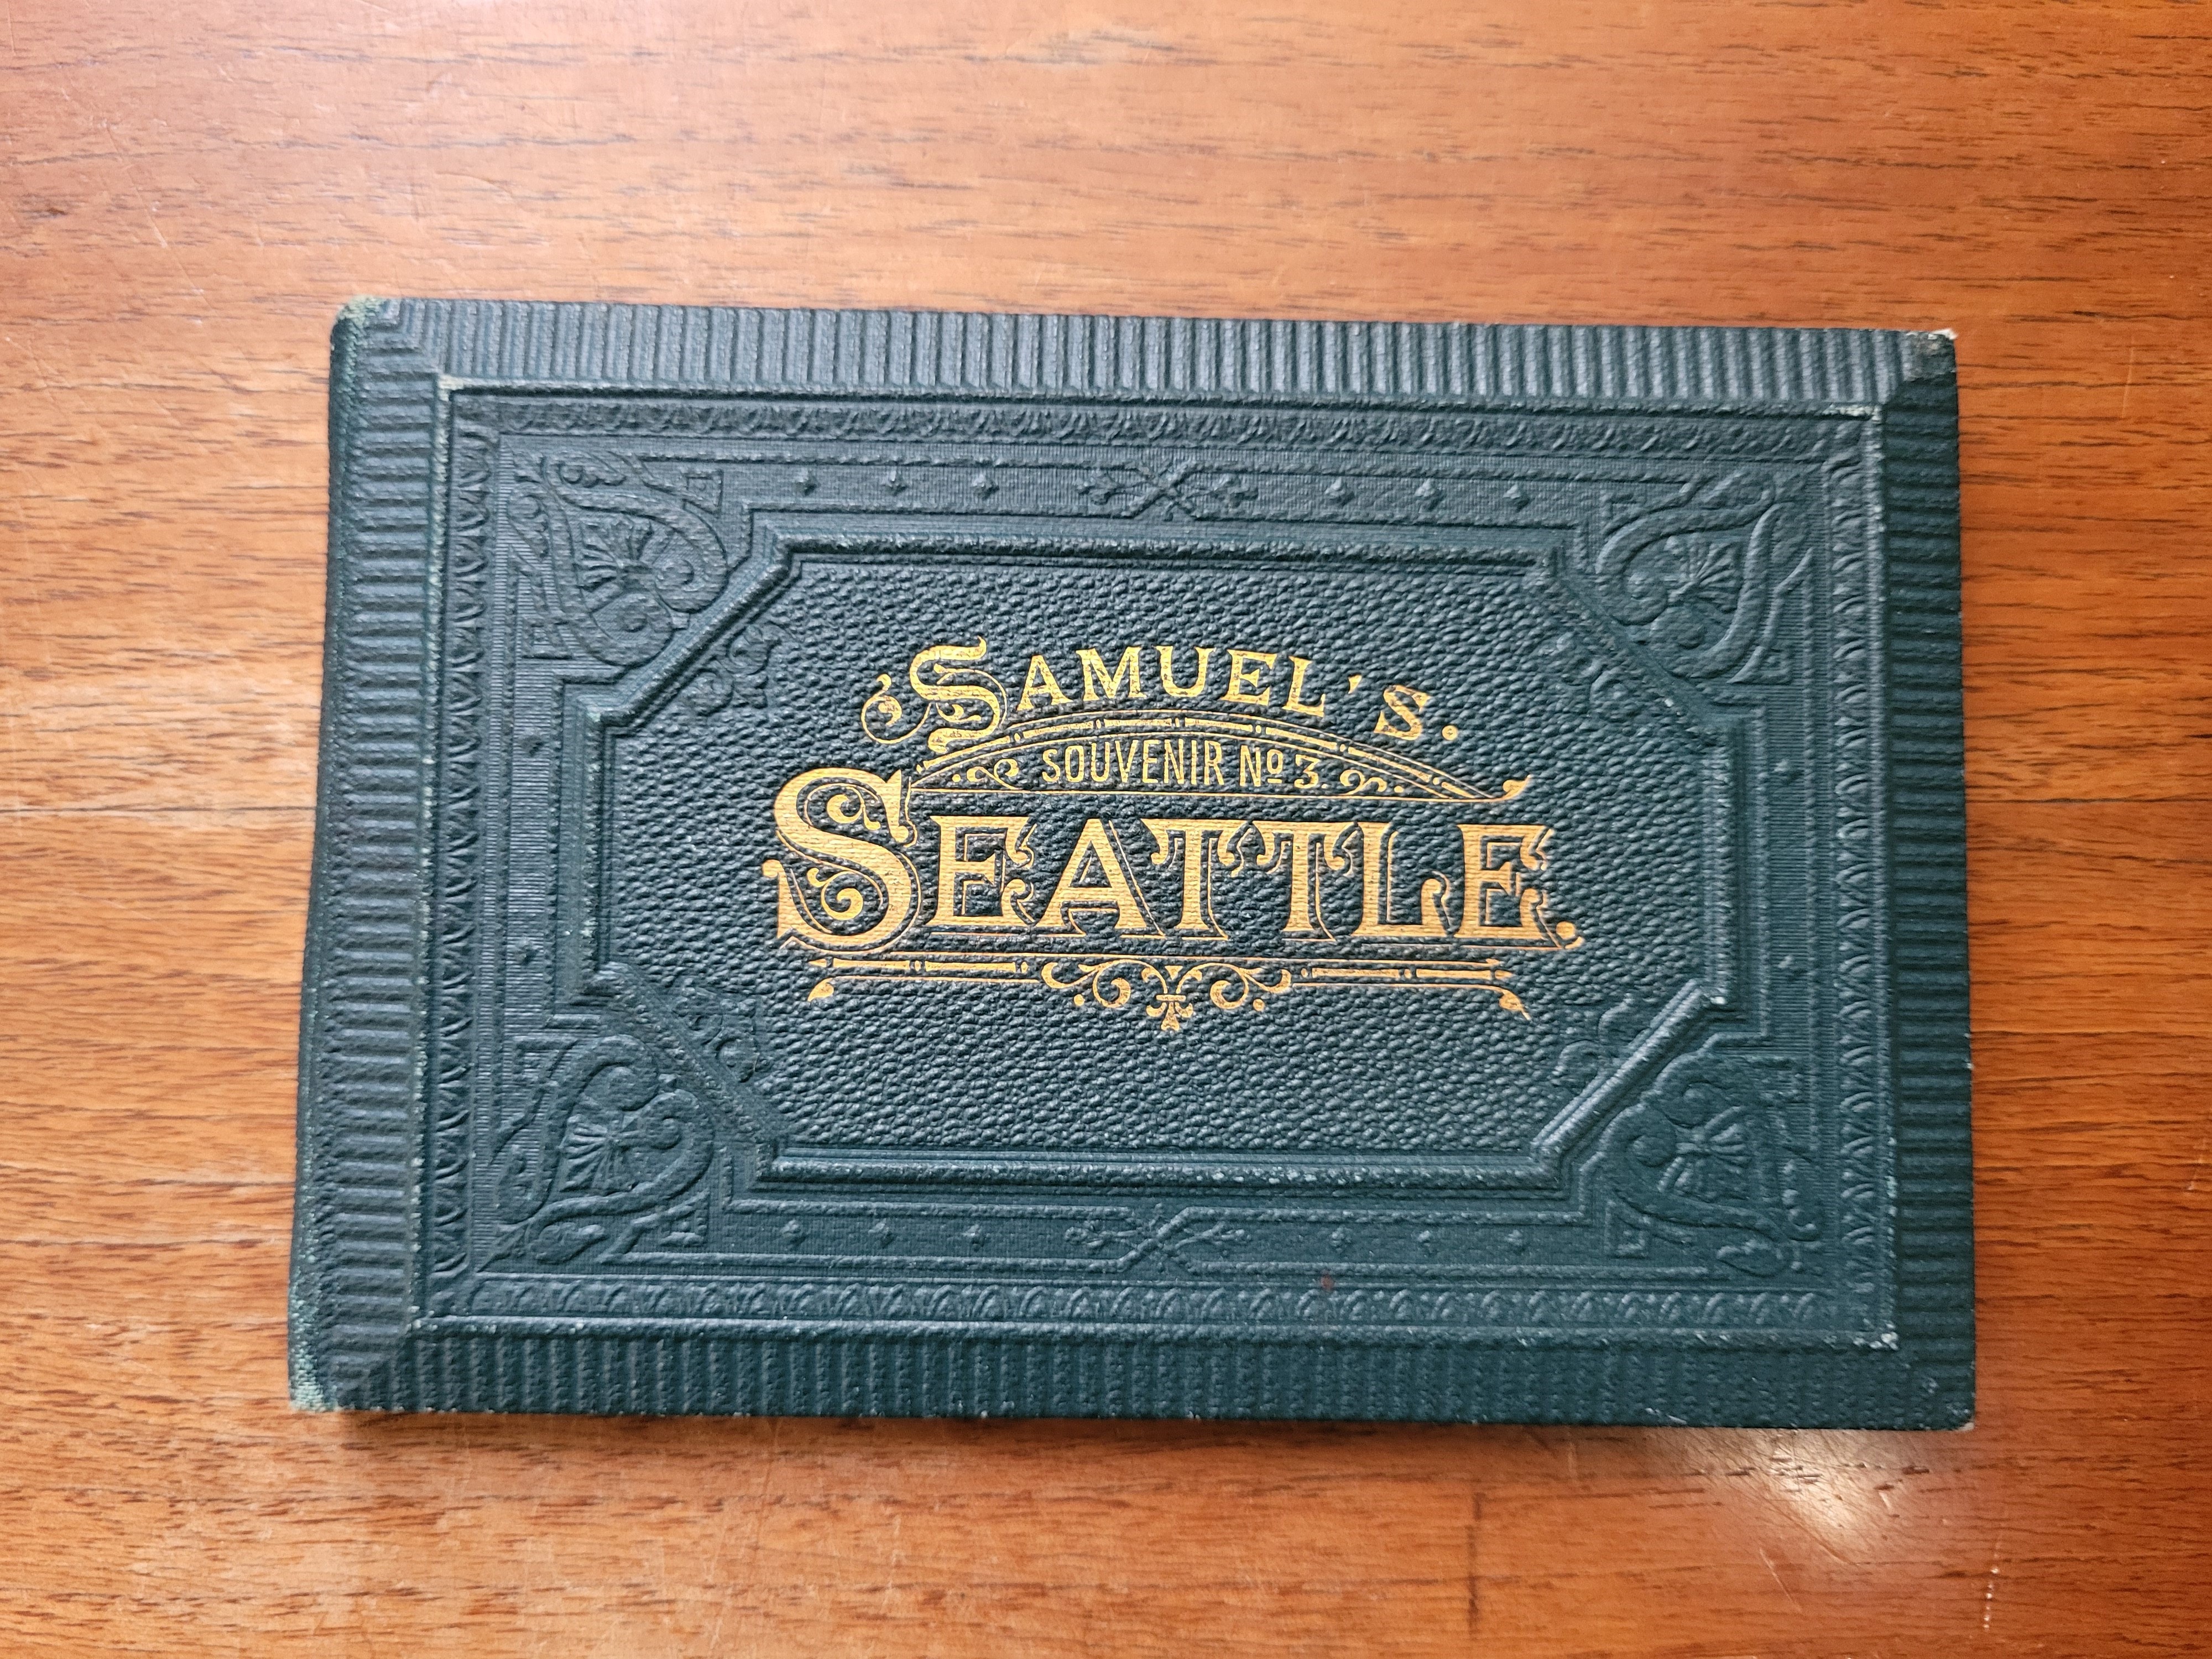 SAMUEL'S.
SOUVENIR Nº 3.
SEATTLE.